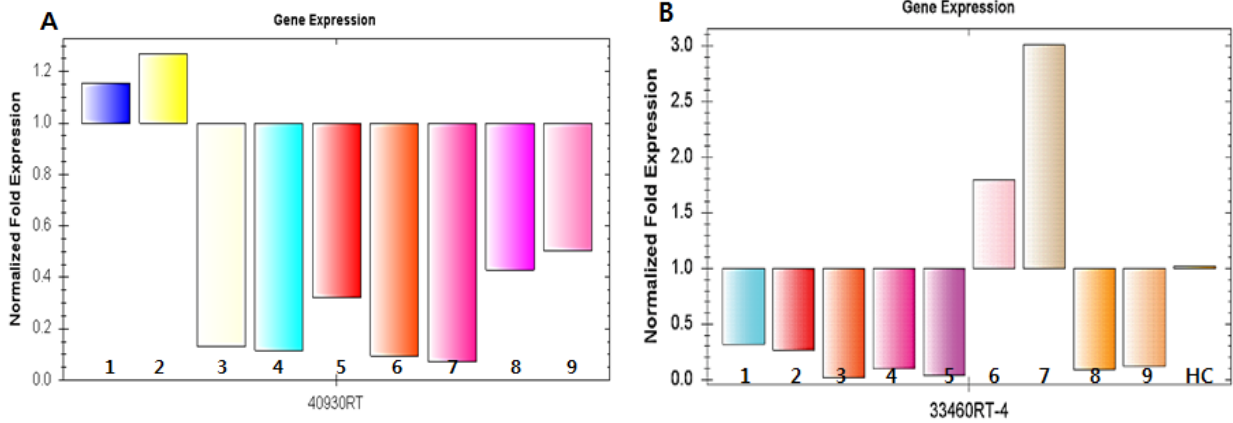 A
Gene Expression
Normalized Fold Expression
1.2
1.0
0.8
0.6
0.4
0.2
0.0
1 2 3 4 5 6 7 8 9
40930RT
B
Gene Expression
Normalized Fold Expression
3.0
2.5
2.0
1.5
1.0
0.5
0.0
1 2 3 4 5 6 7 8 9 HC
33460RT-4